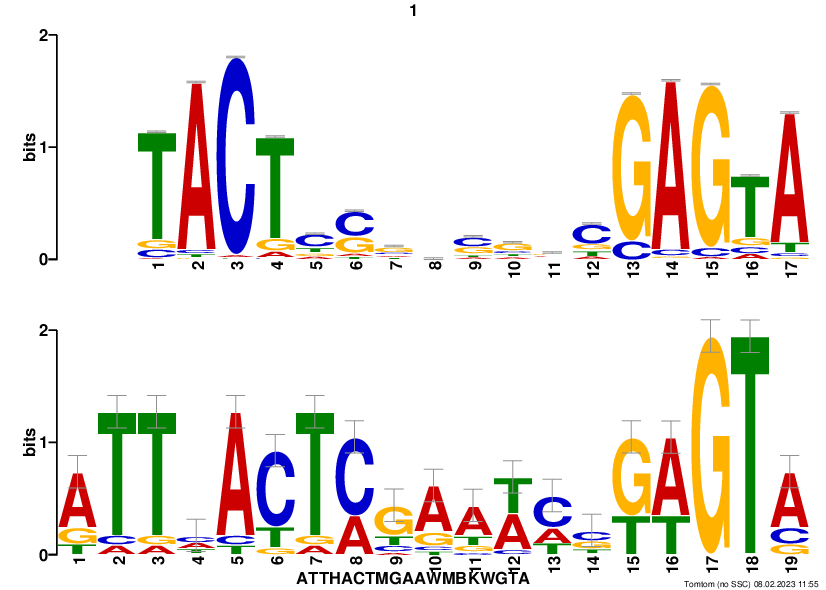 1
2
1
0
bits
T A C T C C G A G T A
1 2 3 4 5 6 7 8 9 10 11 12 13 14 15 16 17
2
1
0
bits
A T T A C T C G A A T C G A G T A
1 2 3 4 5 6 7 8 9 10 11 12 13 14 15 16 17 18 19
ATTHACTMGAAWMBKWGTA
Tomtom (no SSC) 08.02.2023 11:55